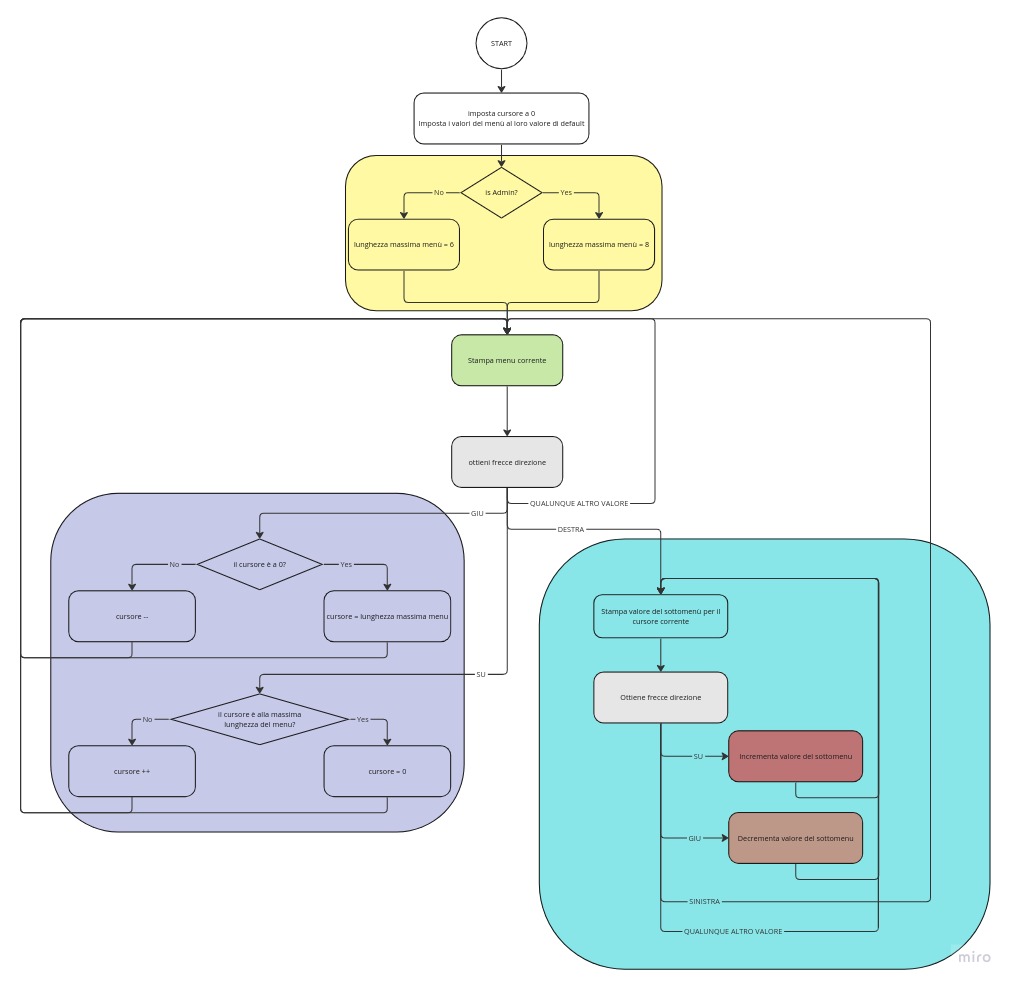 START
imposta cursore a 0
Imposta i valori del menù al loro valore di default
is Admin?
No
Yes
lunghezza massima menù = 6
lunghezza massima menù = 8
Stampa menu corrente
ottieni frecce direzione
QUALUNQUE ALTRO VALORE
GIU
DESTRA
il cursore è a 0?
No
Yes
cursore --
cursore = lunghezza massima menu
SU
il cursore è alla massima
lunghezza del menu?
No
Yes
cursore ++
cursore = 0
Stampa valore del sottomenù per il
cursore corrente
Ottiene frecce direzione
SU
Incrementa valore del sottomenu
GIU
Decrementa valore del sottomenu
SINISTRA
QUALUNQUE ALTRO VALORE
miro